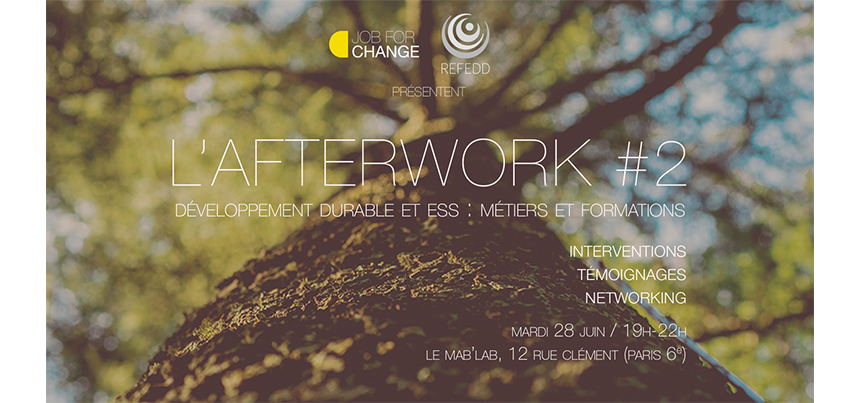 JOB FOR
CHANGE
REFEDD
PRÉSENTENT
L'AFTERWORK #2
DÉVELOPPEMENT DURABLE ET ESS : MÉTIERS ET FORMATIONS
INTERVENTIONS
TÉMOIGNAGES
NETWORKING
MARDI 28 JUIN / 19H-22H
LE MAB'LAB, 12 RUE CLÉMENT (PARIS 6e)